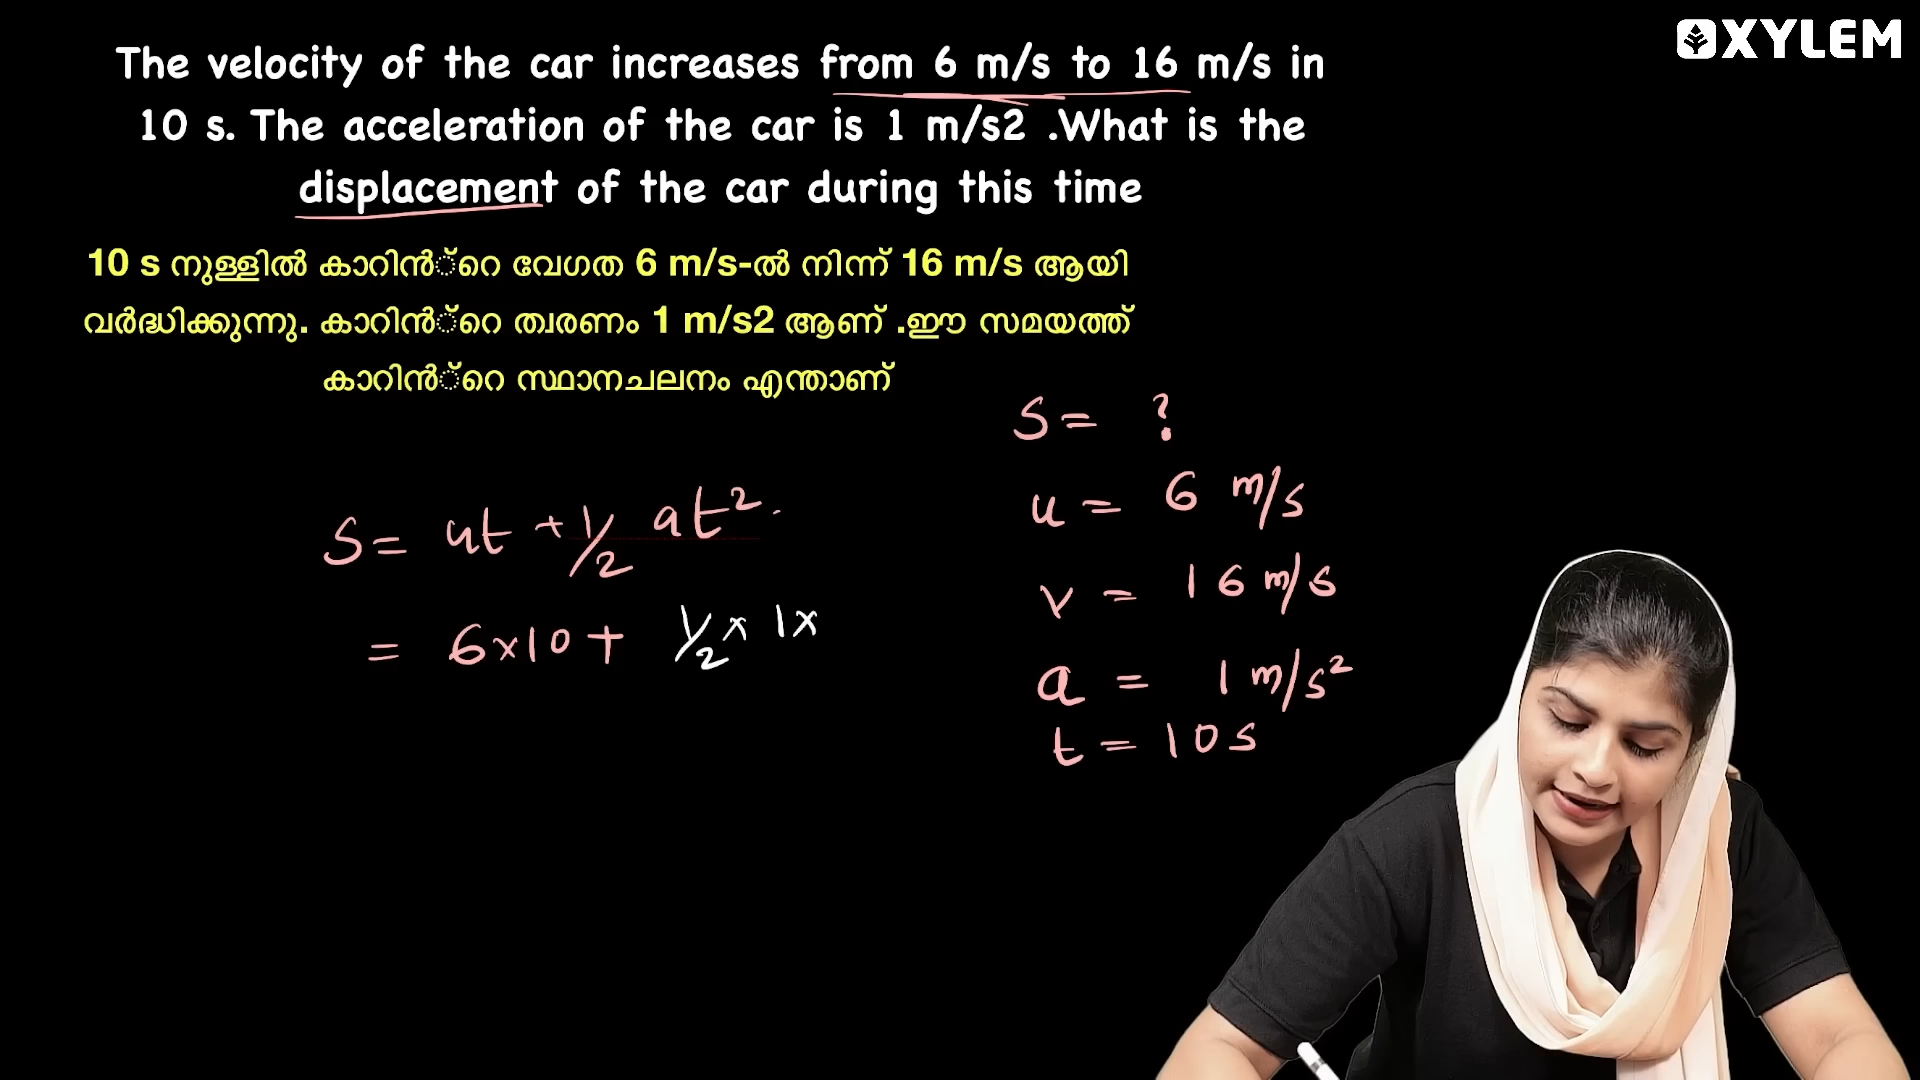 OXYLEM
The velocity of the car increases from 6 m/s to 16 m/s in
10 s. The acceleration of the car is 1 m/s2 .What is the
displacement of the car during this time
10 s നുള്ളിൽ കാറിൻ്റെ വേഗത 6 m/s-ൽ നിന്ന് 16 m/s ആയി
വർദ്ധിക്കുന്നു. കാറിൻ്റെ ത്വരണം 1 m/s2 ആണ് .ഈ സമയത്ത്
കാറിൻ്റെ സ്ഥാനചലനം എന്താണ്
S = ?
u = 6 m/s
v = 16 m/s
a = 1 m/s²
t = 10 s
S = ut + 1/2 at².
= 6×10 + 1/2 × 1×